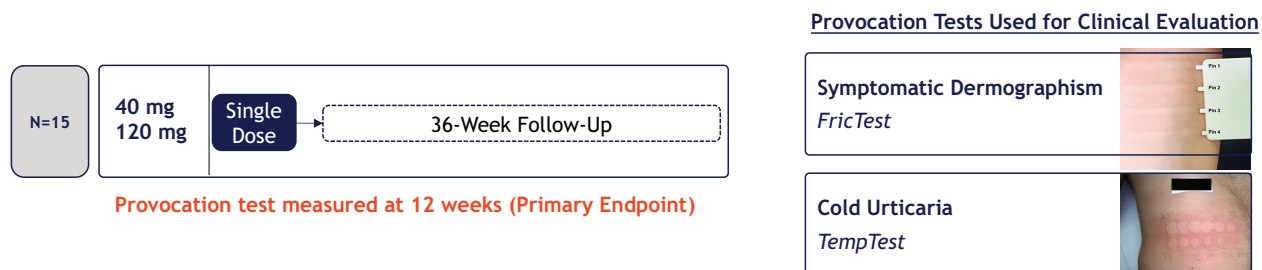 Provocation Tests Used for Clinical Evaluation
N=15
40 mg
120 mg
Single
Dose
36-Week Follow-Up
Provocation test measured at 12 weeks (Primary Endpoint)
Symptomatic Dermographism
FricTest
Pin 1
Pin 2
Pin 3
Pin 4
Cold Urticaria
TempTest